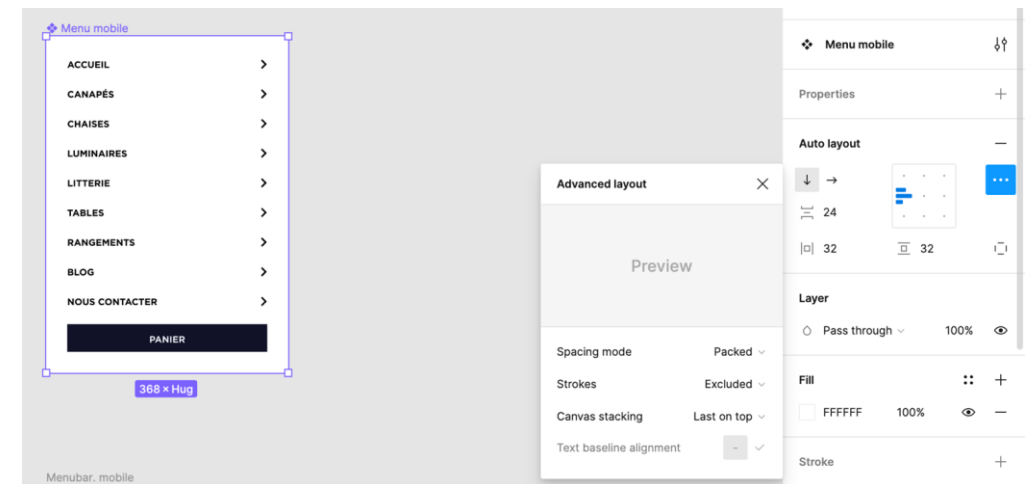 Menu mobile
ACCUEIL
CANAPÉS
CHAISES
LUMINAIRES
LITTERIE
TABLES
RANGEMENTS
BLOG
NOUS CONTACTER
PANIER
368 × Hug
Menubar. mobile
Advanced layout
Preview
Spacing mode Packed
Strokes Excluded
Canvas stacking Last on top
Text baseline alignment
Menu mobile
Properties
Auto layout
24
32 32
Layer
Pass through 100%
Fill
FFFFFF 100%
Stroke